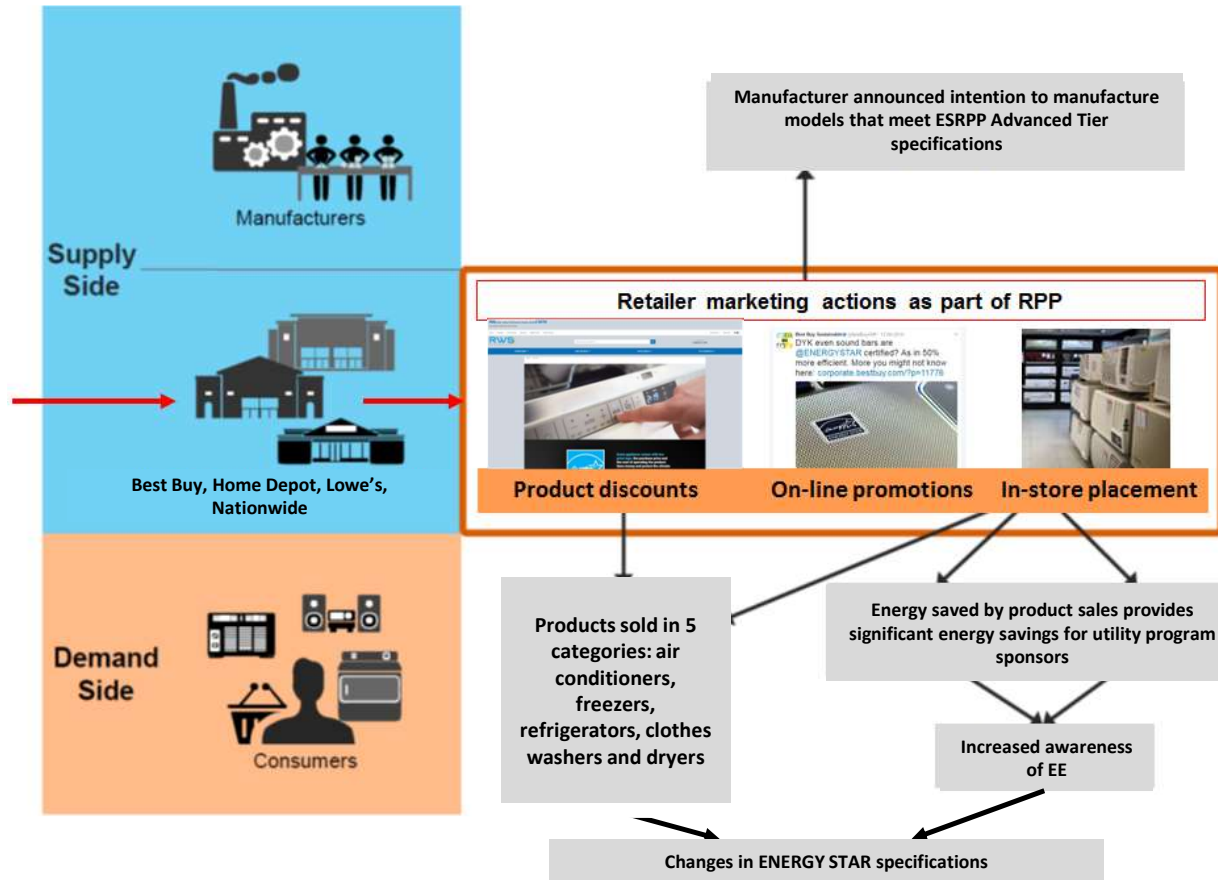 Manufacturers
Supply
Side
Best Buy, Home Depot, Lowe's,
Nationwide
Demand
Side
Consumers
Manufacturer announced intention to manufacture
models that meet ESRPP Advanced Tier
specifications
Retailer marketing actions as part of RPP
RWS
DYK even sound bars are
@ENERGYSTAR certified? As in 50%
more efficient. More you might not know
here: corporate.bestbuy.com/?p=11776
Product discounts
On-line promotions
In-store placement
Products sold in 5
categories: air
conditioners,
freezers,
refrigerators, clothes
washers and dryers
Energy saved by product sales provides
significant energy savings for utility program
sponsors
Increased awareness
of EE
Changes in ENERGY STAR specifications